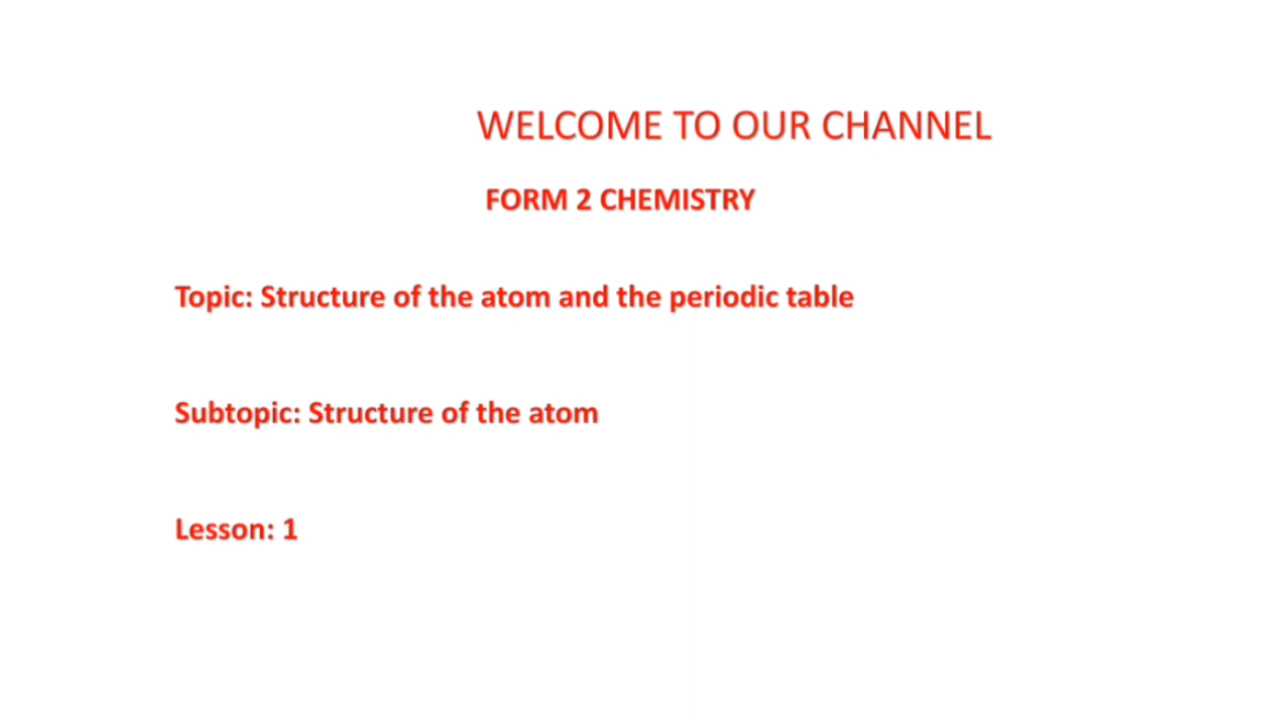 WELCOME TO OUR CHANNEL
FORM 2 CHEMISTRY
Topic: Structure of the atom and the periodic table
Subtopic: Structure of the atom
Lesson: 1